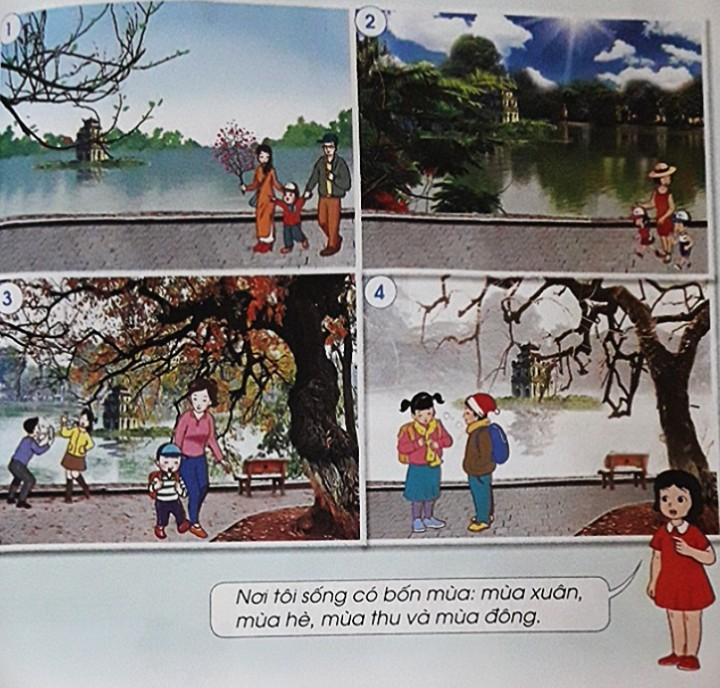 1
2
3
4
Nơi tôi sống có bốn mùa: mùa xuân,
mùa hè, mùa thu và mùa đông.